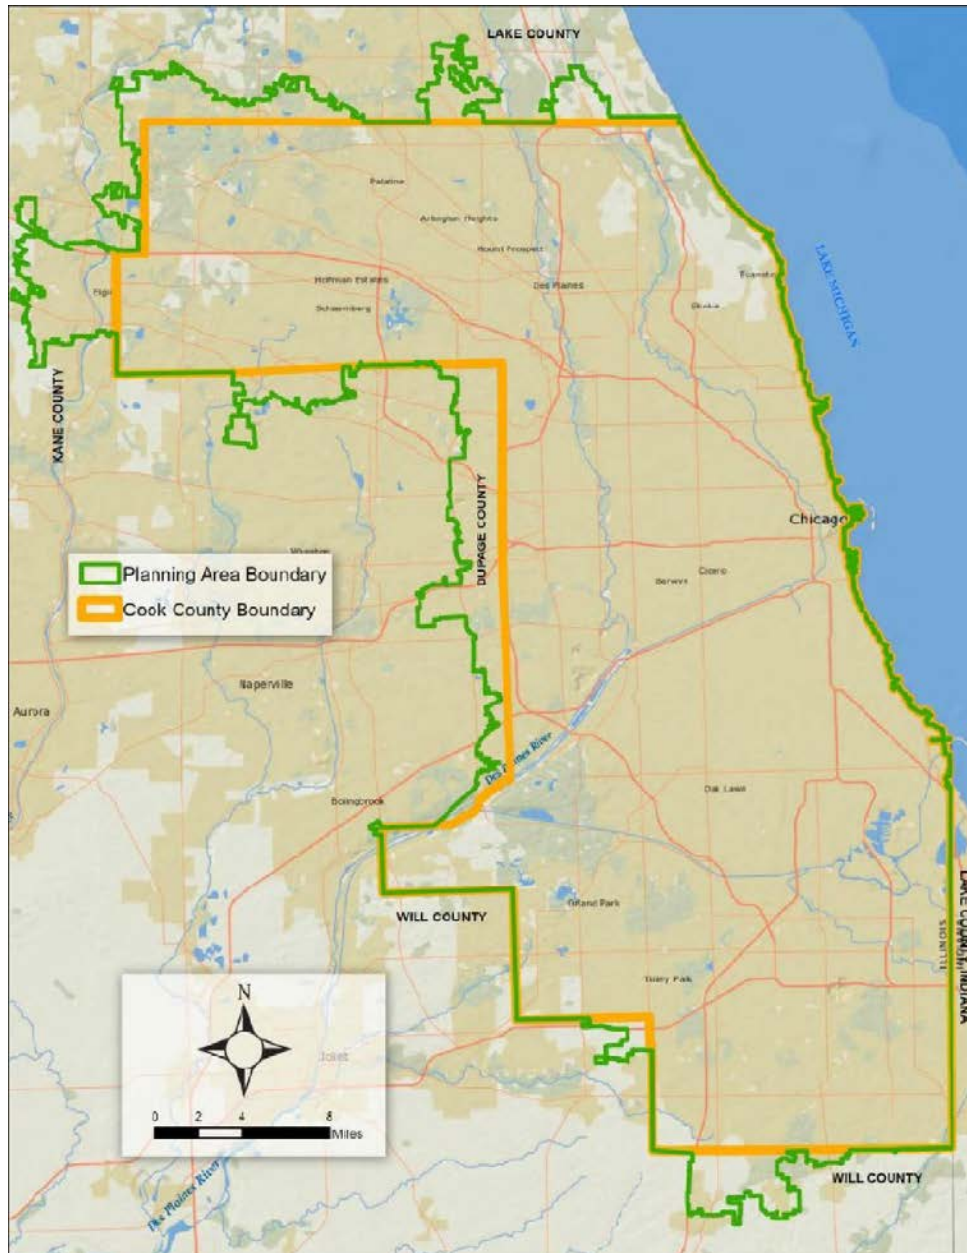 LAKE COUNTY
Palatine
Arlington Heights
Mount Prospect
LAKE MICHIGAN
Evanston
Hoffman Estates
Des Plaines
Elgin
Schaumburg
Skokie
KANE COUNTY
DUPAGE COUNTY
Chicago
Wheaton
Planning Area Boundary
Cicero
Berwyn
Cook County Boundary
Naperville
Aurora
Des Plaines River
Oak Lawn
Bolingbrook
Orland Park
WILL COUNTY
ILLINOIS
LAKE COUNTY, INDIANA
Tinley Park
N
Joliet
0 2 4 8
Miles
Des Plaines River
WILL COUNTY